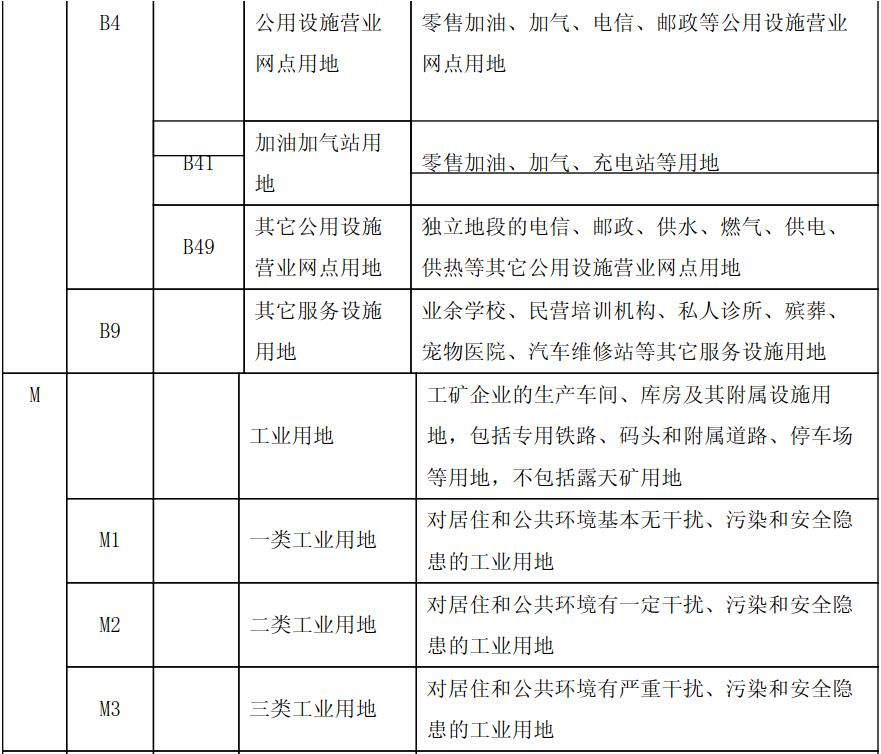 B4 公用设施营业 零售加油、加气、电信、邮政等公用设施营业
网点用地 网点用地
加油加气站用
B41 零售加油、加气、充电站等用地
地
其它公用设施 独立地段的电信、邮政、供水、燃气、供电、
B49
营业网点用地 供热等其它公用设施营业网点用地
其它服务设施 业余学校、民营培训机构、私人诊所、殡葬、
B9
用地 宠物医院、汽车维修站等其它服务设施用地
M 工矿企业的生产车间、库房及其附属设施用
工业用地 地，包括专用铁路、码头和附属道路、停车场
等用地，不包括露天矿用地
对居住和公共环境基本无干扰、污染和安全隐
M1 一类工业用地
患的工业用地
对居住和公共环境有一定干扰、污染和安全隐
M2 二类工业用地
患的工业用地
对居住和公共环境有严重干扰、污染和安全隐
M3 三类工业用地
患的工业用地